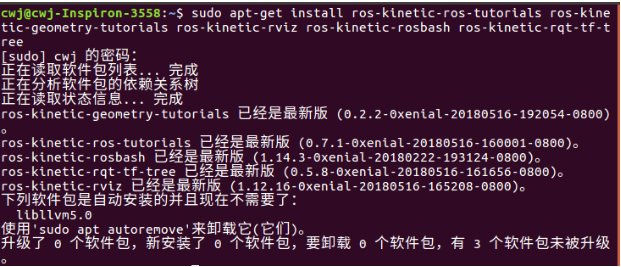 cwj@cwj-Inspiron-3558:~$ sudo apt-get install ros-kinetic-ros-tutorials ros-kine
tic-geometry-tutorials ros-kinetic-rviz ros-kinetic-rosbash ros-kinetic-rqt-tf-t
ree
[sudo] cwj 的密码：
正在读取软件包列表... 完成
正在分析软件包的依赖关系树
正在读取状态信息... 完成
ros-kinetic-geometry-tutorials 已经是最新版 (0.2.2-0xenial-20180516-192054-0800)
。
ros-kinetic-ros-tutorials 已经是最新版 (0.7.1-0xenial-20180516-160001-0800)。
ros-kinetic-rosbash 已经是最新版 (1.14.3-0xenial-20180222-193124-0800)。
ros-kinetic-rqt-tf-tree 已经是最新版 (0.5.8-0xenial-20180516-161656-0800)。
ros-kinetic-rviz 已经是最新版 (1.12.16-0xenial-20180516-165208-0800)。
下列软件包是自动安装的并且现在不需要了：
  libllvm5.0
使用'sudo apt autoremove'来卸载它(它们)。
升级了 0 个软件包，新安装了 0 个软件包，要卸载 0 个软件包，有 3 个软件包未被升级
。